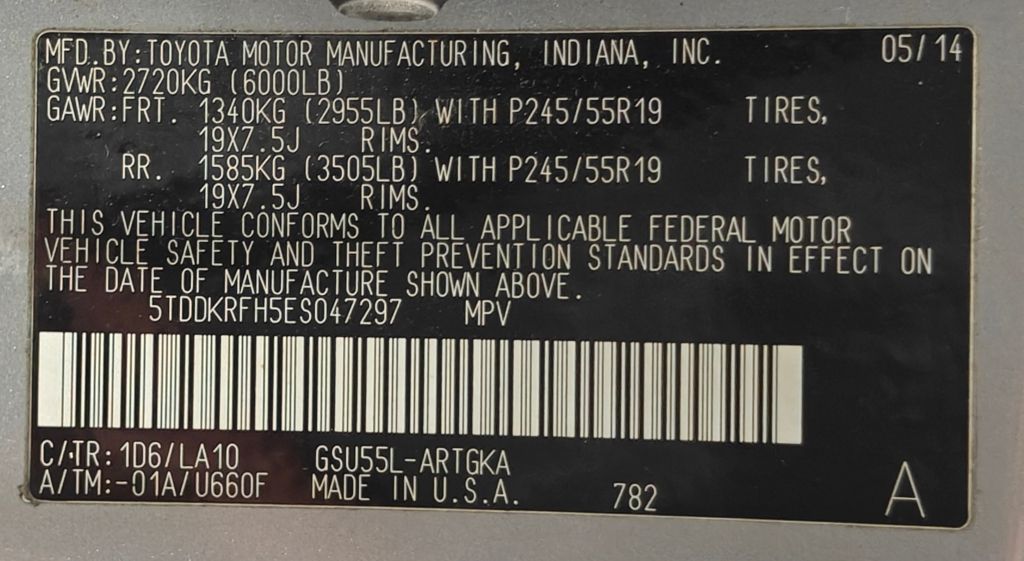 MFD.BY:TOYOTA MOTOR MANUFACTURING, INDIANA, INC. 05/14
GVWR:2720KG (6000LB)
GAWR:FRT. 1340KG (2955LB) WITH P245/55R19 TIRES,
19X7.5J RIMS.
RR. 1585KG (3505LB) WITH P245/55R19 TIRES,
19X7.5J RIMS.
THIS VEHICLE CONFORMS TO ALL APPLICABLE FEDERAL MOTOR
VEHICLE SAFETY AND THEFT PREVENTION STANDARDS IN EFFECT ON
THE DATE OF MANUFACTURE SHOWN ABOVE.
5TDDKRFH5ES047297 MPV
C/TR: 1D6/LA10 GSU55L-ARTGKA
A/TM:-01A/U660F MADE IN U.S.A. 782 A